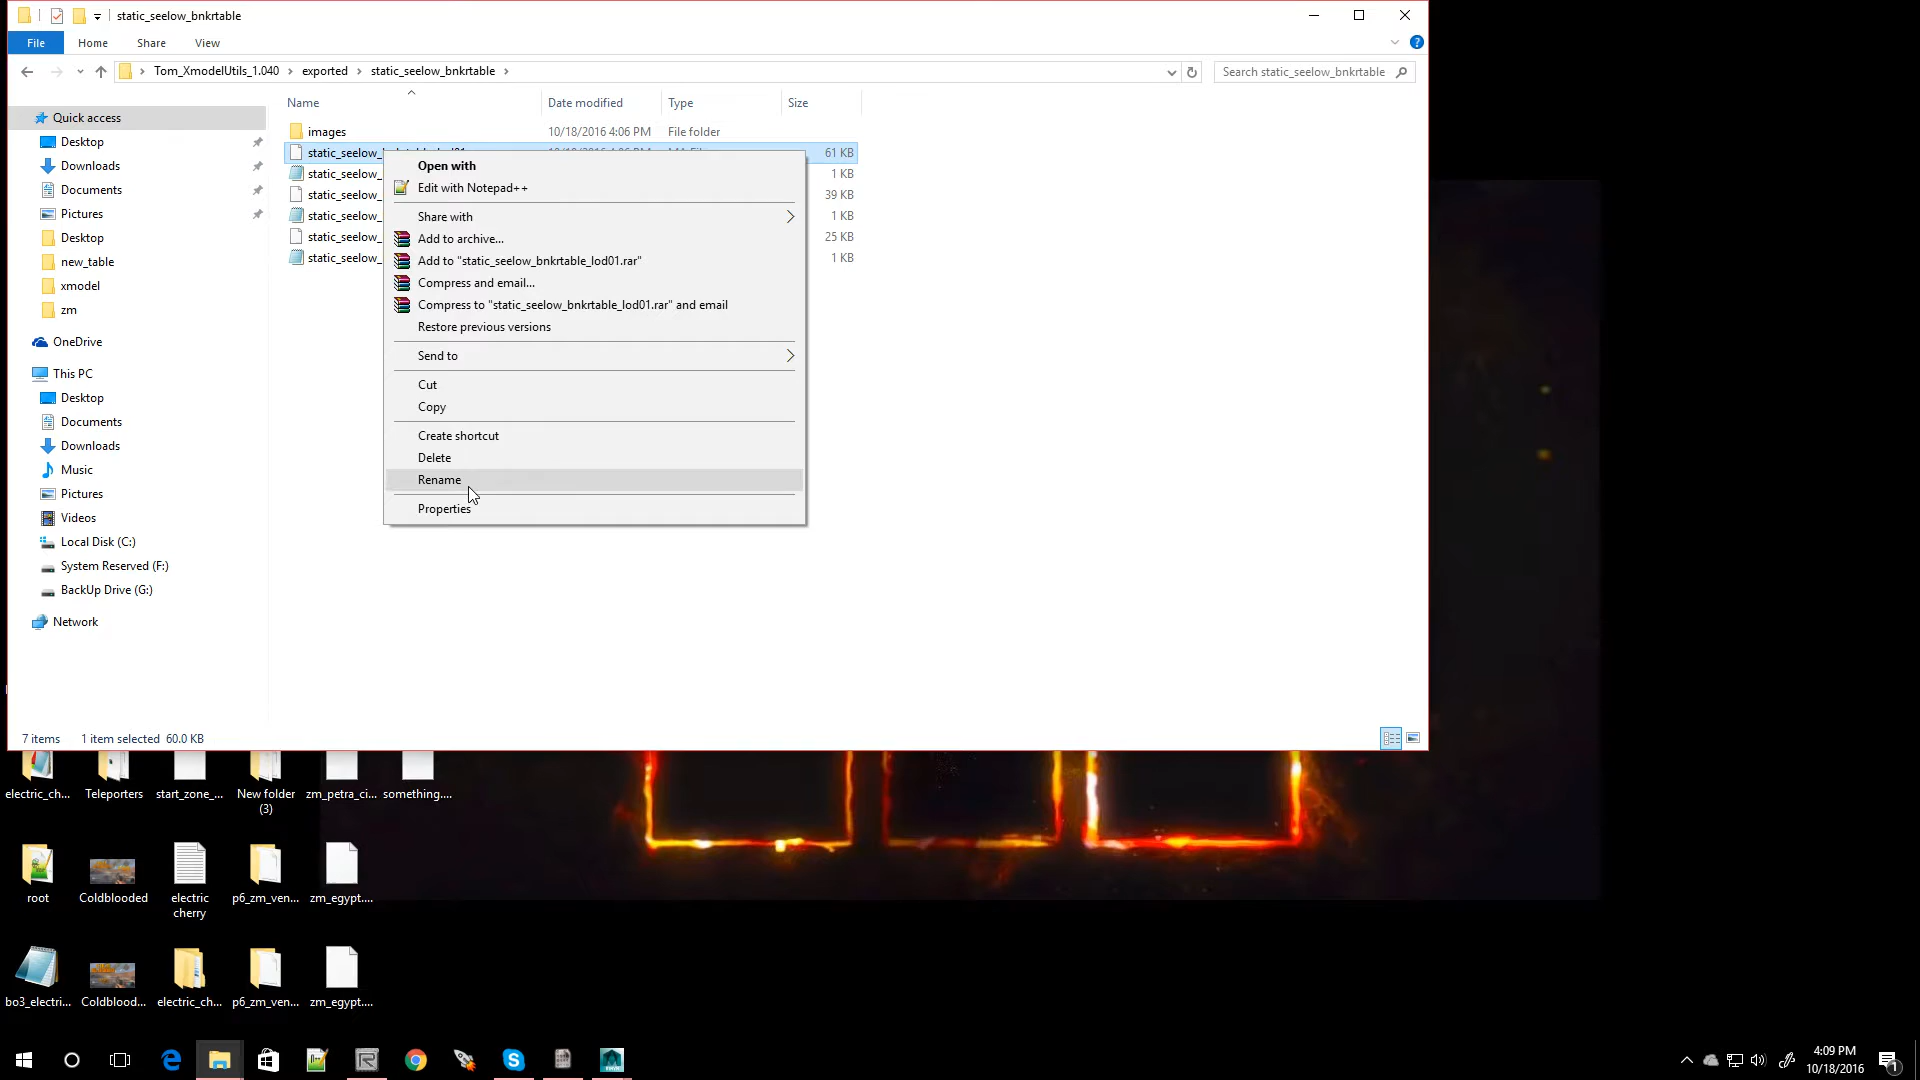 static_seelow_bnkrtable
File Home Share View
Tom_XmodelUtils_1.040 exported static_seelow_bnkrtable
Search static_seelow_bnkrtable
Name Date modified Type Size
Quick access
Desktop
Downloads
Documents
Pictures
Desktop
new_table
xmodel
zm
OneDrive
This PC
Desktop
Documents
Downloads
Music
Pictures
Videos
Local Disk (C:)
System Reserved (F:)
BackUp Drive (G:)
Network
images 10/18/2016 4:06 PM File folder
static_seelow_ 61 KB
static_seelow_ 1 KB
static_seelow_ 39 KB
static_seelow_ 1 KB
static_seelow_ 25 KB
static_seelow_ 1 KB
Open with
Edit with Notepad++
Share with
Add to archive...
Add to "static_seelow_bnkrtable_lod01.rar"
Compress and email...
Compress to "static_seelow_bnkrtable_lod01.rar" and email
Restore previous versions
Send to
Cut
Copy
Create shortcut
Delete
Rename
Properties
7 items 1 item selected 60.0 KB
electric_ch... Teleporters start_zone_... New folder (3) zm_petra_ci... something....
root Coldblooded electric cherry p6_zm_ven... zm_egypt....
bo3_electri... Coldblood... electric_ch... p6_zm_ven... zm_egypt....
4:09 PM
10/18/2016
1